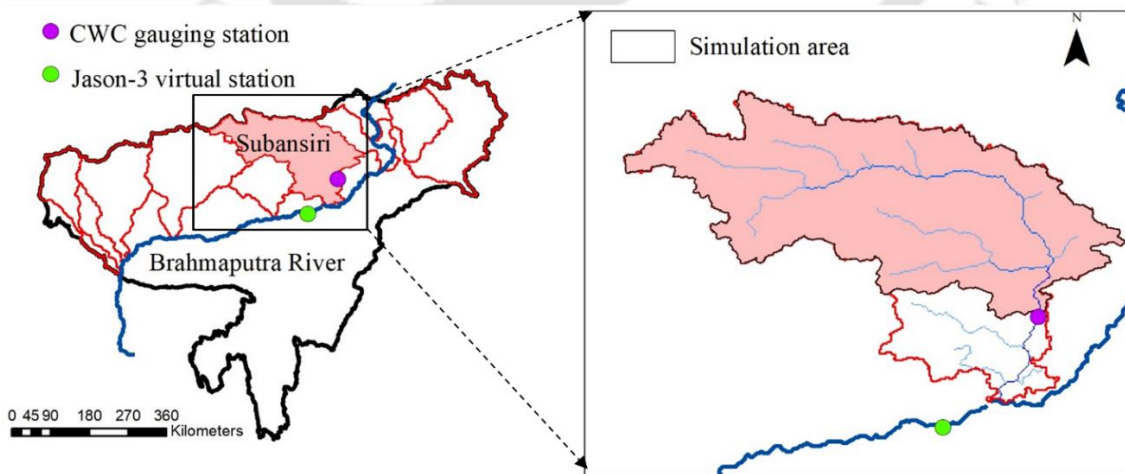 CWC gauging station
Jason-3 virtual station
Subansiri
Brahmaputra River
0 45 90 180 270 360
Kilometers
Simulation area
N